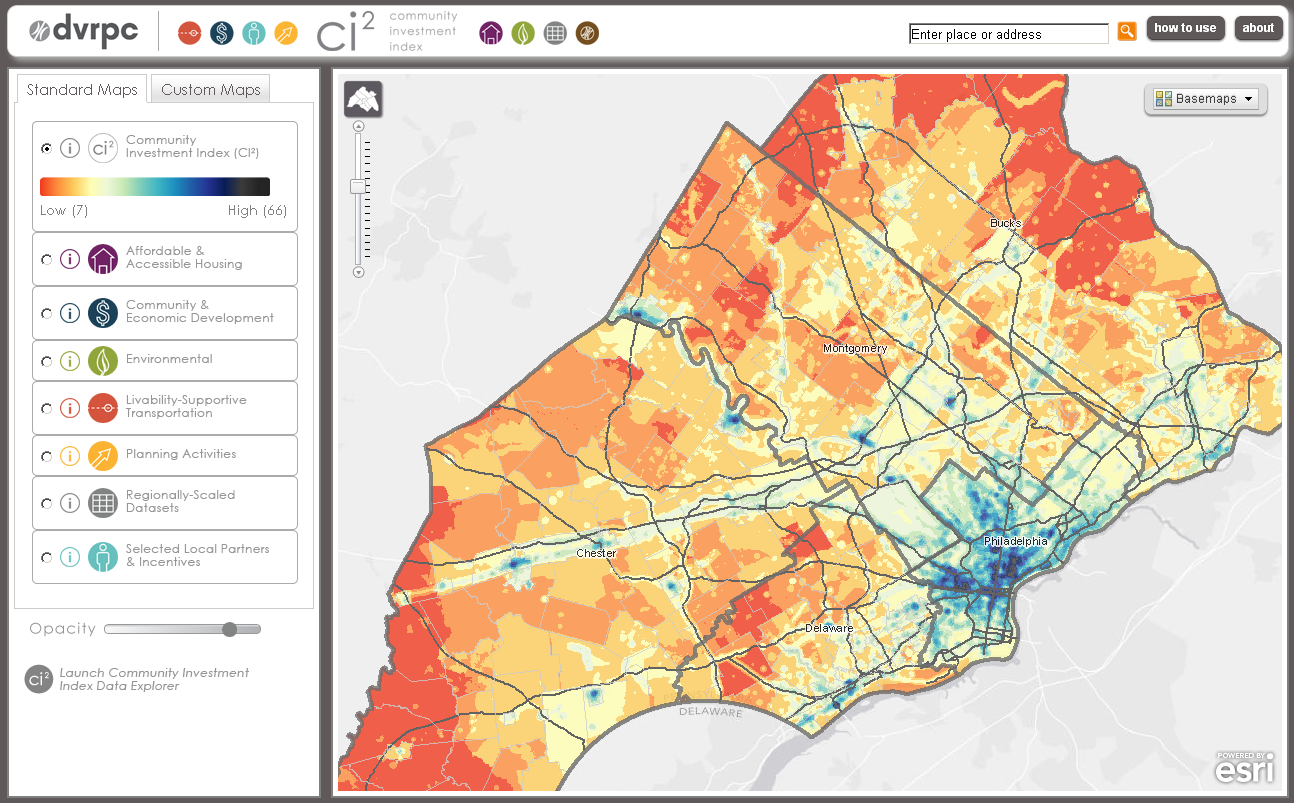 dvrpc
$
ci²
community
investment
index
Enter place or address
how to use
about
Standard Maps
Custom Maps
i
ci²
Community
Investment Index (CI²)
Low (7)
High (66)
i
Affordable &
Accessible Housing
i
$
Community &
Economic Development
i
Environmental
i
Livability-Supportive
Transportation
i
Planning Activities
i
Regionally-Scaled
Datasets
i
Selected Local Partners
& Incentives
Opacity
ci²
Launch Community Investment
Index Data Explorer
Basemaps
Bucks
Montgomery
Philadelphia
Chester
Delaware
DELAWARE
POWERED BY
esri